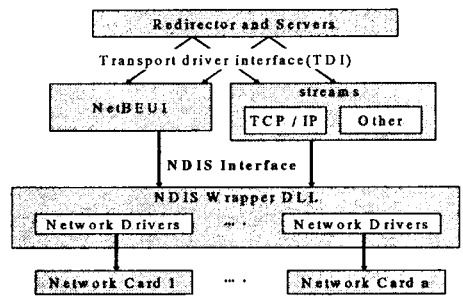 Redirector and Servers
Transport driver interface(TDI)
NetBEUI
streams
TCP / IP
Other
NDIS Interface
NDIS Wrapper DLL
Network Drivers
...
Network Drivers
Network Card 1
...
Network Card n